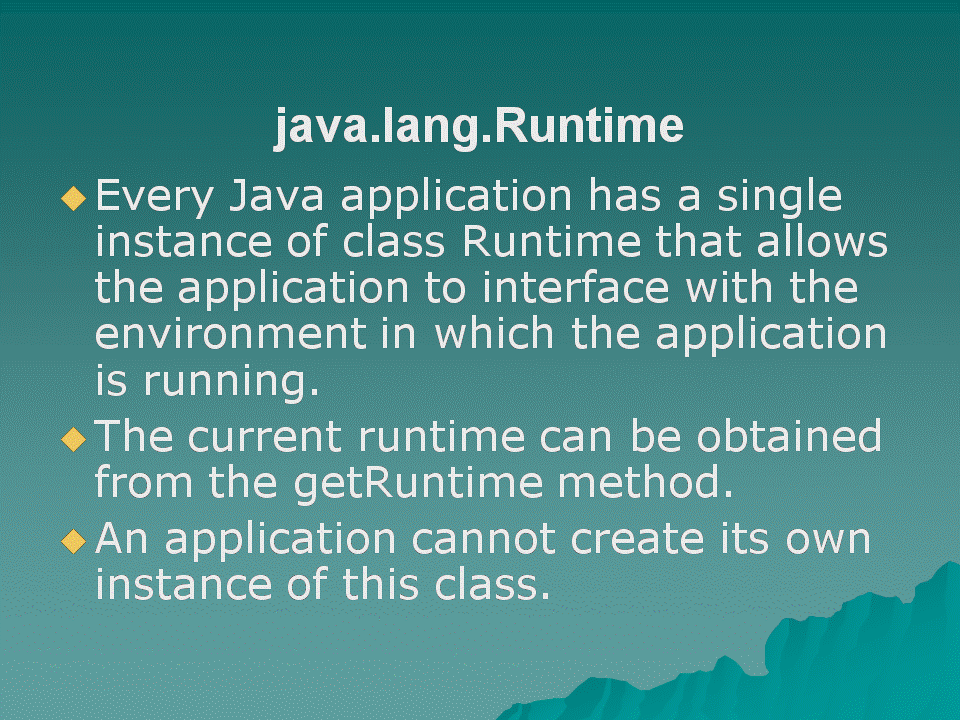 java.lang.Runtime
Every Java application has a single
instance of class Runtime that allows
the application to interface with the
environment in which the application
is running.
The current runtime can be obtained
from the getRuntime method.
An application cannot create its own
instance of this class.